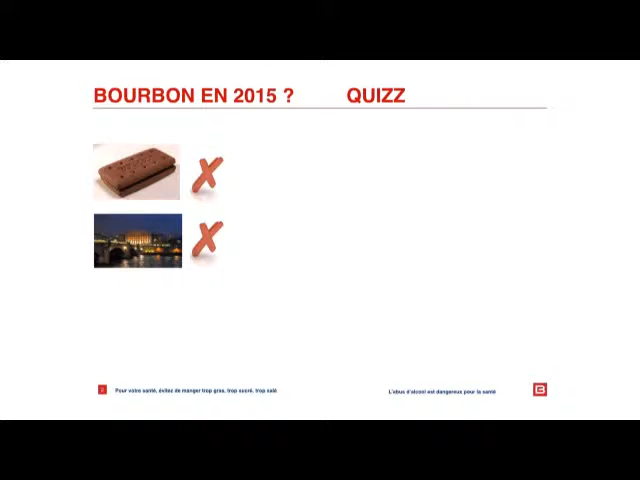 BOURBON EN 2015 ? QUIZZ
2 Pour votre santé, évitez de manger trop gras, trop sucré, trop salé
L'abus d'alcool est dangereux pour la santé
B